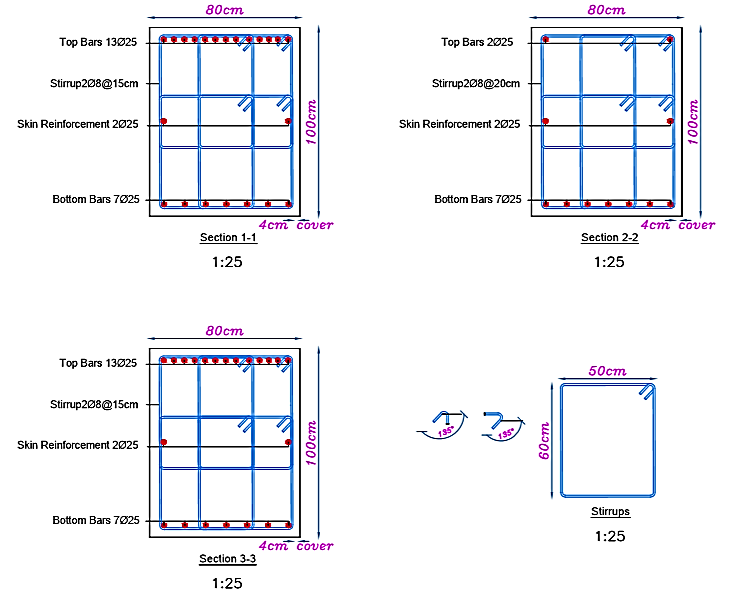 80cm
Top Bars 13Ø25
Stirrup2Ø8@15cm
Skin Reinforcement 2Ø25
Bottom Bars 7Ø25
100cm
4cm cover
Section 1-1
1:25
80cm
Top Bars 2Ø25
Stirrup2Ø8@20cm
Skin Reinforcement 2Ø25
Bottom Bars 7Ø25
100cm
4cm cover
Section 2-2
1:25
80cm
Top Bars 13Ø25
Stirrup2Ø8@15cm
Skin Reinforcement 2Ø25
Bottom Bars 7Ø25
100cm
4cm cover
Section 3-3
1:25
135°
135°
50cm
60cm
Stirrups
1:25